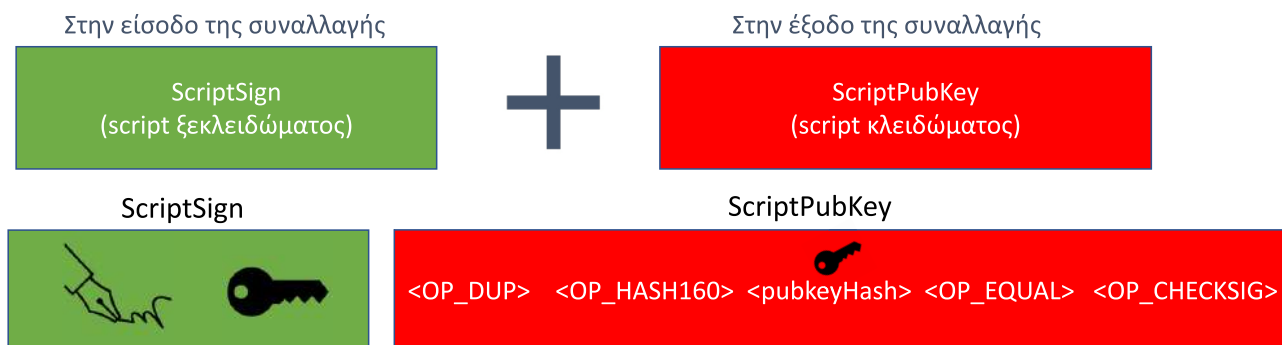 Στην είσοδο της συναλλαγής
Στην έξοδο της συναλλαγής
ScriptSign
(script ξεκλειδώματος)
ScriptPubKey
(script κλειδώματος)
ScriptSign
ScriptPubKey
<OP_DUP> <OP_HASH160> <pubkeyHash> <OP_EQUAL> <OP_CHECKSIG>